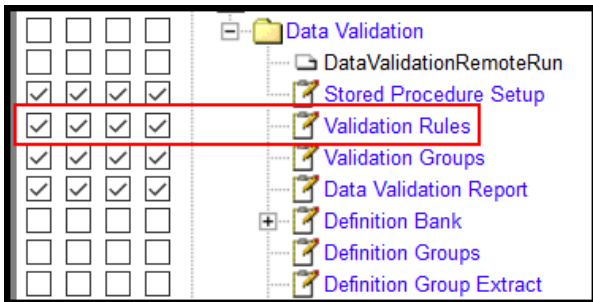 Data Validation
DataValidationRemoteRun
Stored Procedure Setup
Validation Rules
Validation Groups
Data Validation Report
Definition Bank
Definition Groups
Definition Group Extract